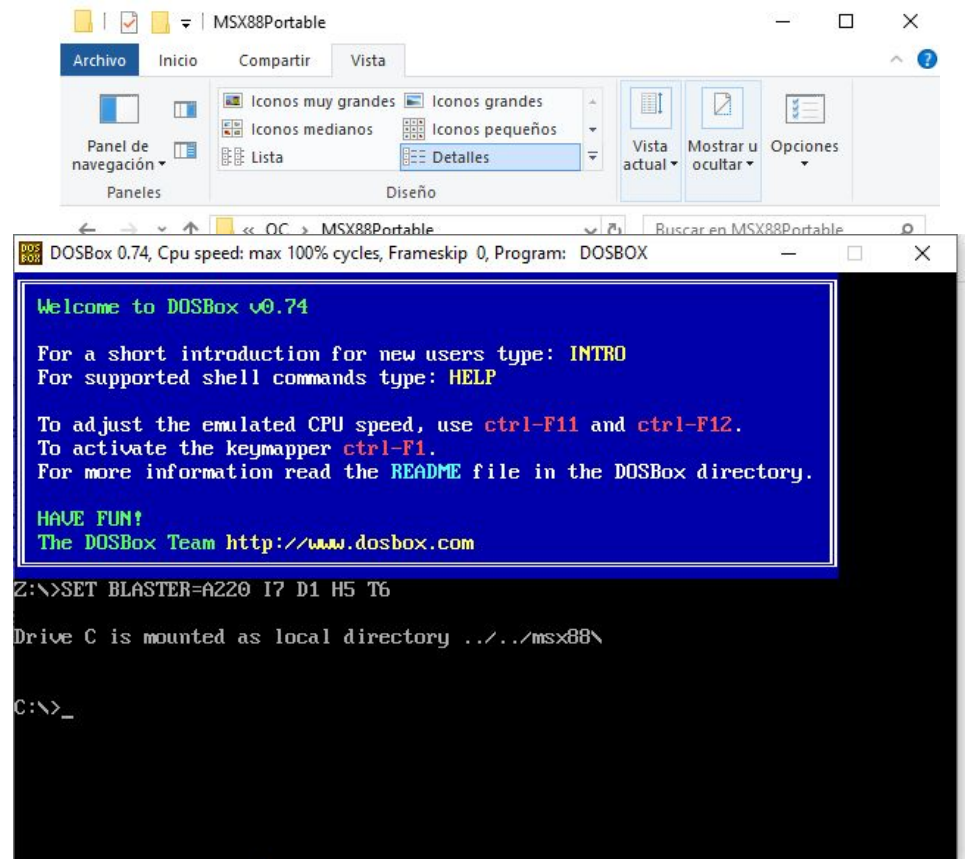 MSX88Portable
Archivo Inicio Compartir Vista
Iconos muy grandes Iconos grandes
Iconos medianos Iconos pequeños
Lista Detalles
Panel de navegación
Vista actual
Mostrar u ocultar
Opciones
Paneles
Diseño
« OC › MSX88Portable
Buscar en MSX88Portable
DOS BOX
DOSBox 0.74, Cpu speed: max 100% cycles, Frameskip 0, Program: DOSBOX
Welcome to DOSBox v0.74
For a short introduction for new users type: INTRO
For supported shell commands type: HELP
To adjust the emulated CPU speed, use ctrl-F11 and ctrl-F12.
To activate the keymapper ctrl-F1.
For more information read the README file in the DOSBox directory.
HAVE FUN!
The DOSBox Team http://www.dosbox.com
Z:\>SET BLASTER=A220 I7 D1 H5 T6
Drive C is mounted as local directory ../../msx88\
C:\>_